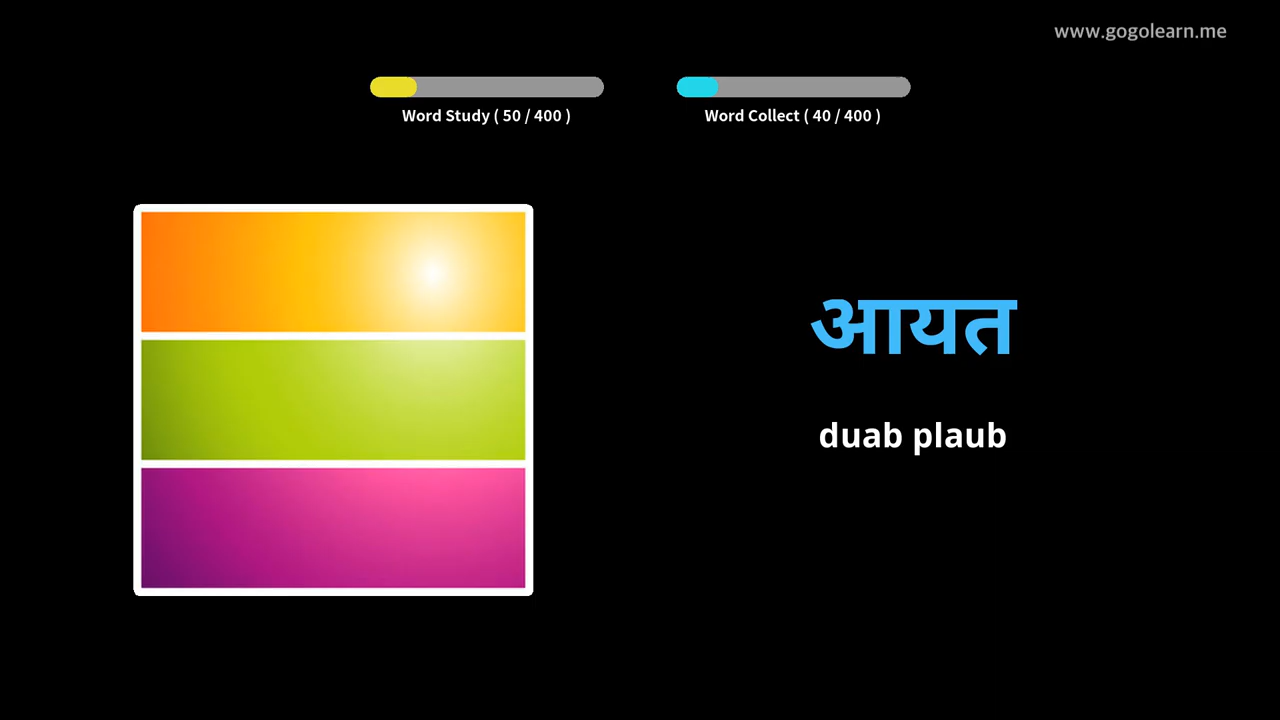 www.gogolearn.me
Word Study ( 50 / 400 )
Word Collect ( 40 / 400 )
आयत
duab plaub